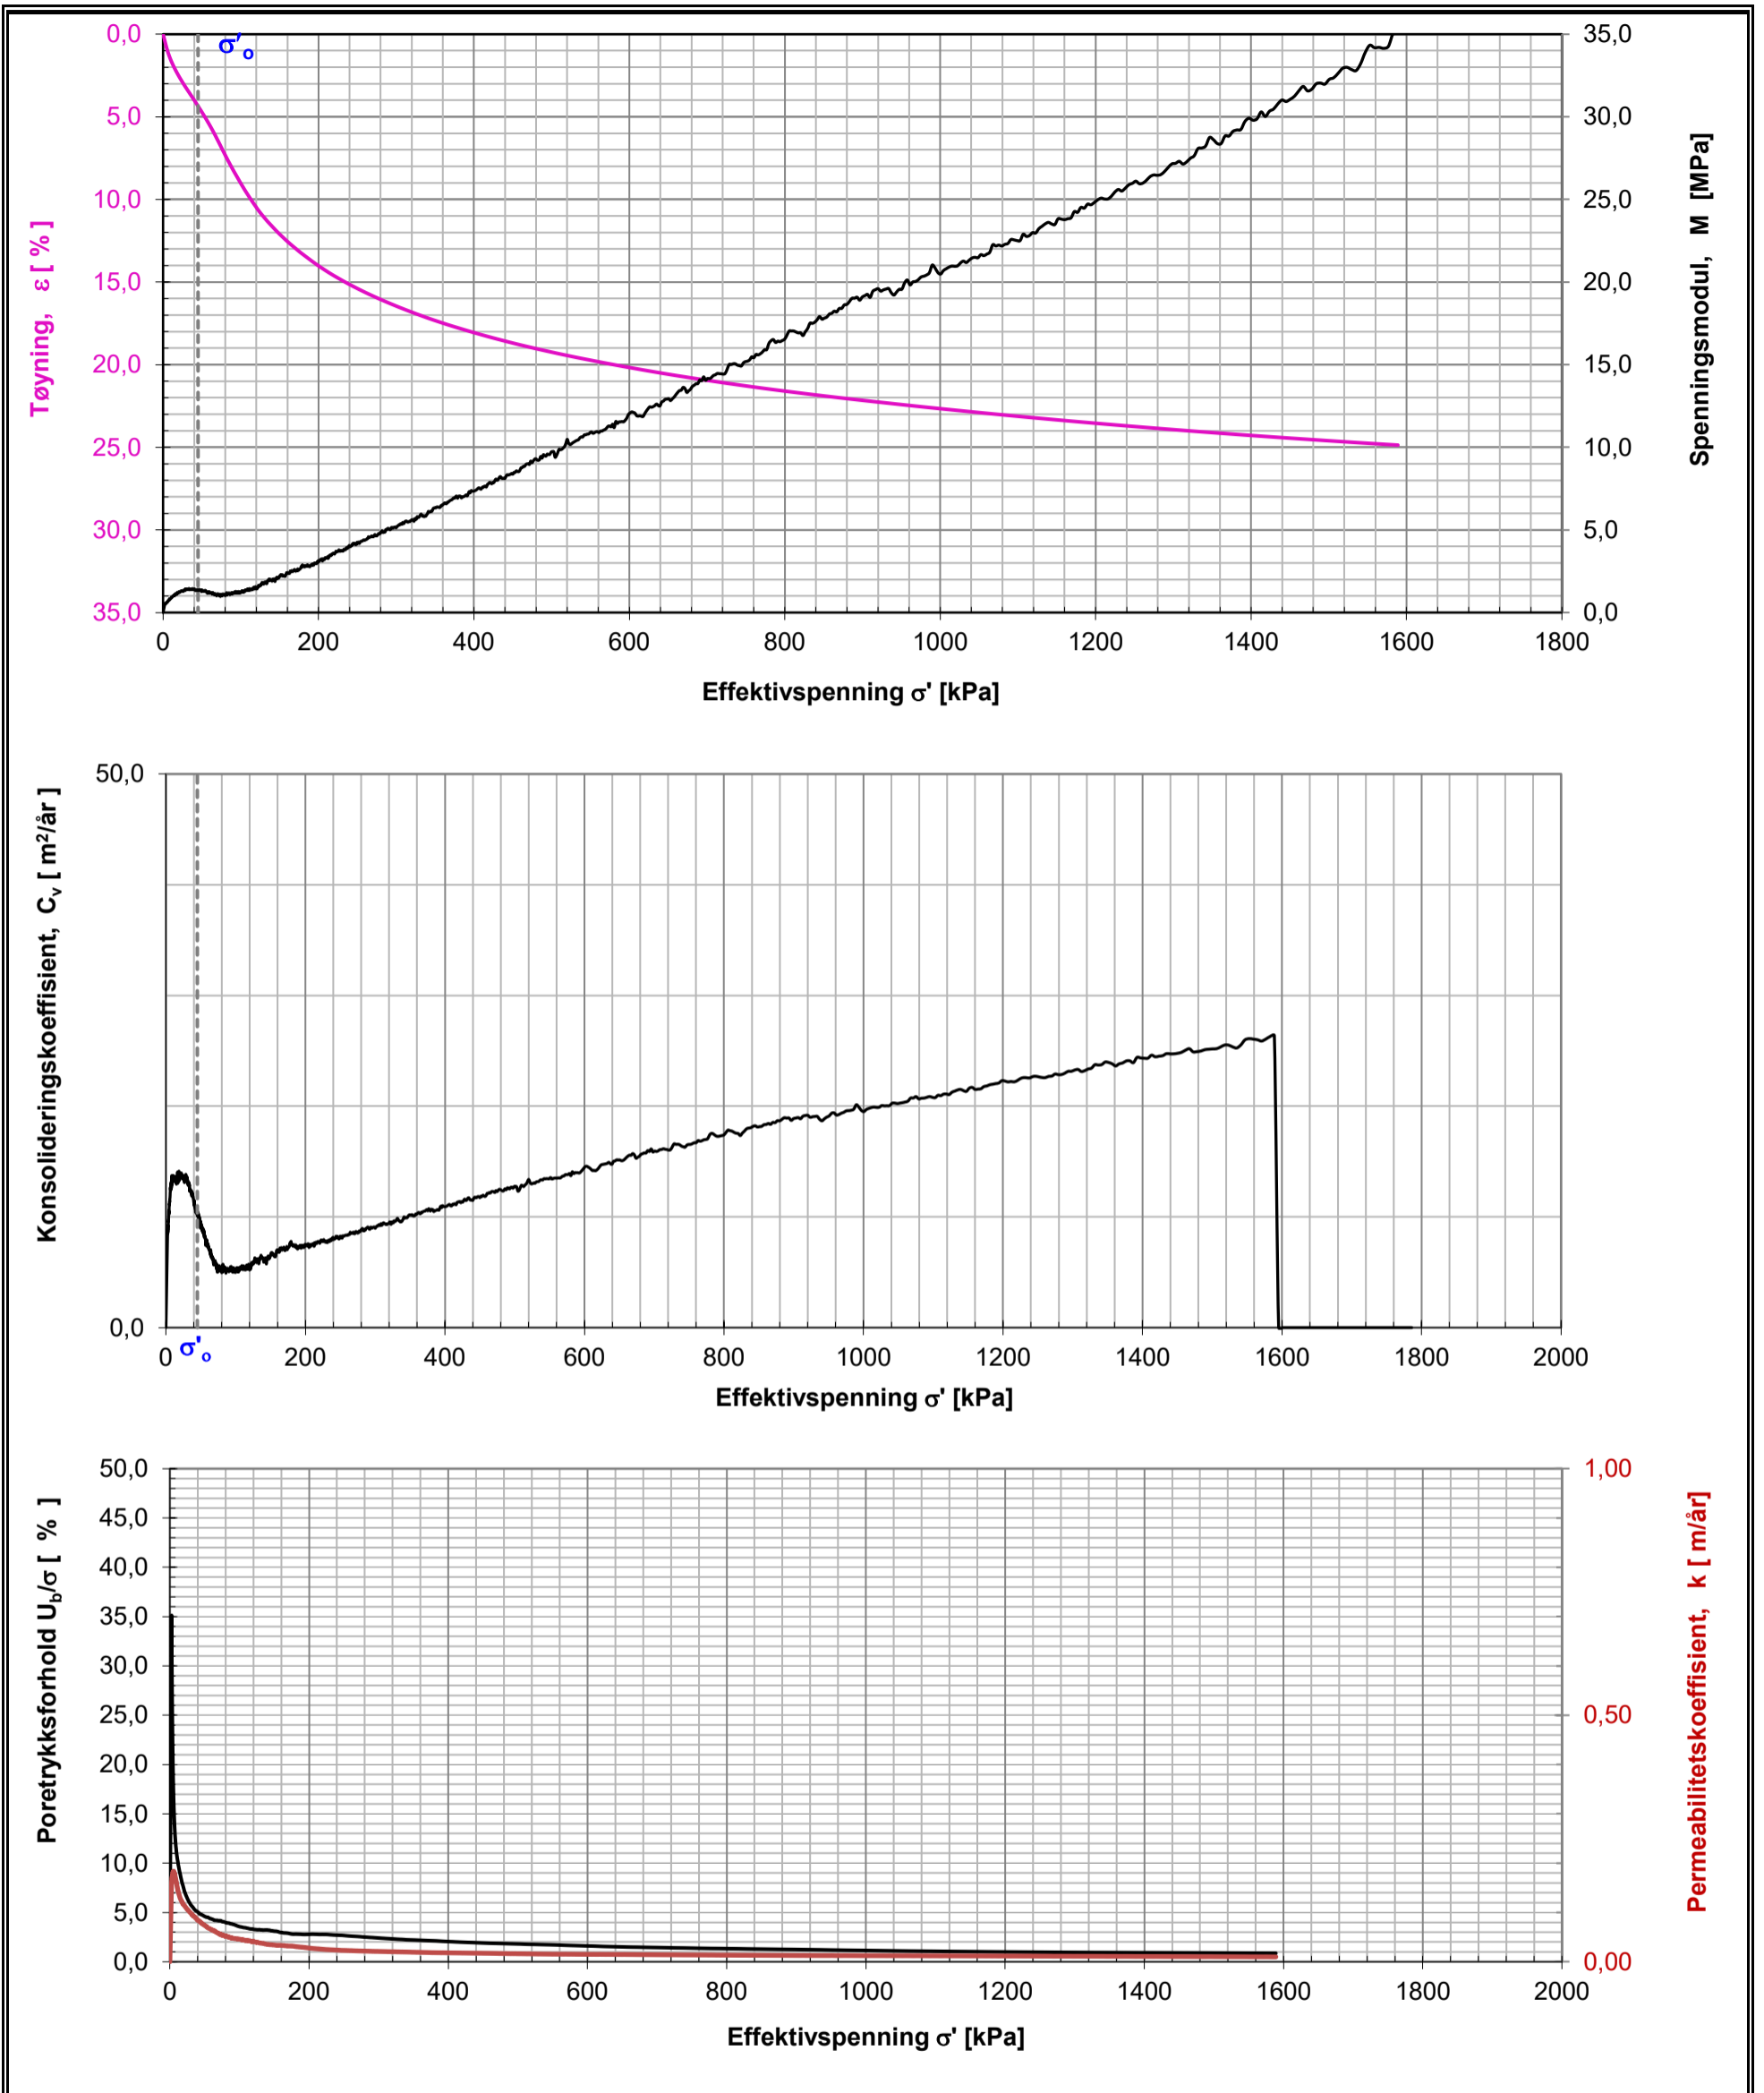 0,0
5,0
10,0
15,0
20,0
25,0
30,0
35,0
Tøyning, ε [ % ]
σ'o
35,0
30,0
25,0
20,0
15,0
10,0
5,0
0,0
Spenningsmodul, M [MPa]
0 200 400 600 800 1000 1200 1400 1600 1800
Effektivspenning σ' [kPa]
50,0
0,0
Konsolideringskoeffisient, Cv [ m²/år ]
0 200 400 600 800 1000 1200 1400 1600 1800 2000
σ'o
Effektivspenning σ' [kPa]
50,0
45,0
40,0
35,0
30,0
25,0
20,0
15,0
10,0
5,0
0,0
Poretrykksforhold Ub/σ [ % ]
1,00
0,50
0,00
Permeabilitetskoeffisient, k [ m/år]
0 200 400 600 800 1000 1200 1400 1600 1800 2000
Effektivspenning σ' [kPa]